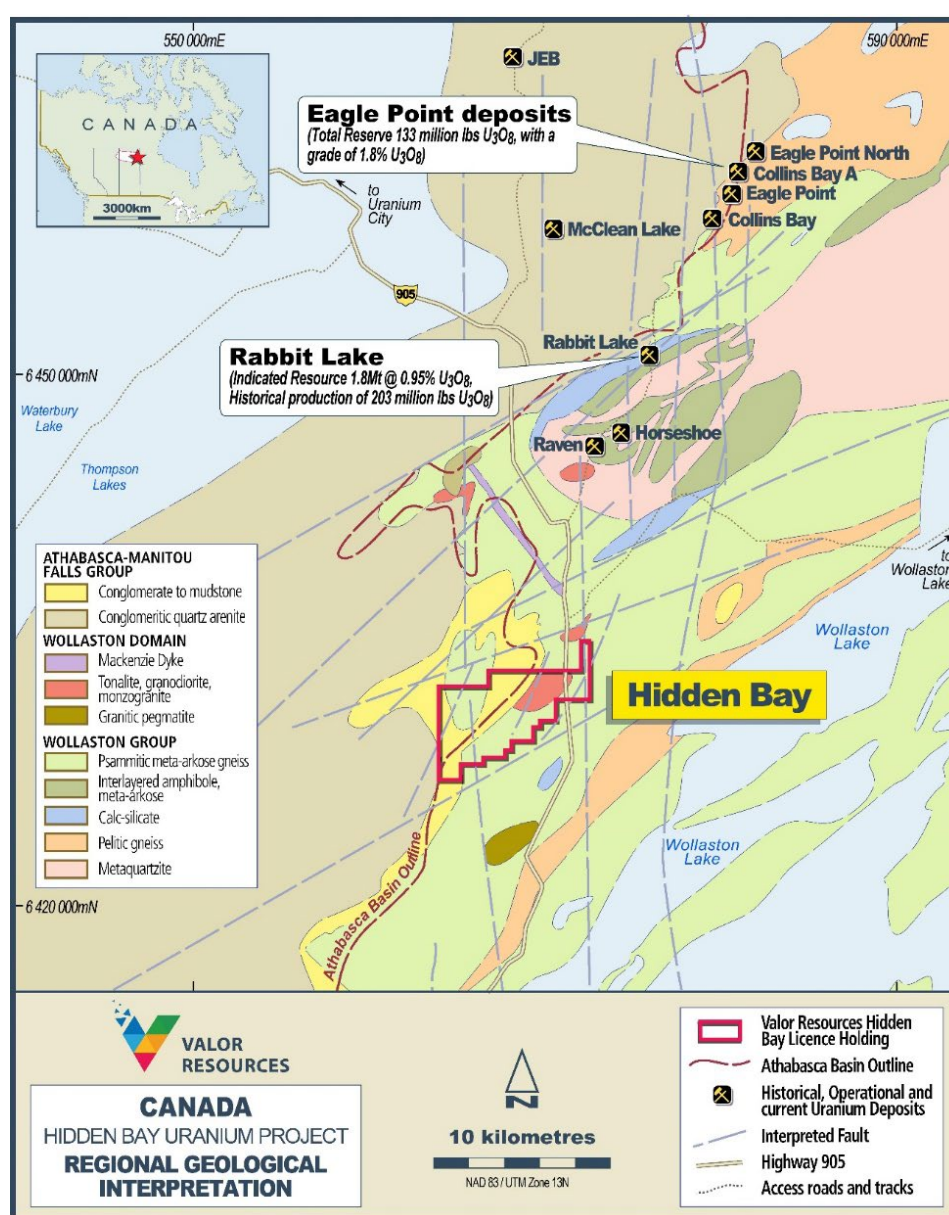 550 000mE
590 000mE
CANADA
3000km
JEB
Eagle Point deposits
(Total Reserve 133 million lbs U3O8, with a
grade of 1.8% U3O8)
Eagle Point North
Collins Bay A
Eagle Point
Collins Bay
to
Uranium
City
McClean Lake
905
Rabbit Lake
Rabbit Lake
(Indicated Resource 1.8Mt @ 0.95% U3O8,
Historical production of 203 million lbs U3O8)
6 450 000mN
Waterbury
Lake
Horseshoe
Raven
Thompson
Lakes
ATHABASCA-MANITOU
FALLS GROUP
Conglomerate to mudstone
Conglomeritic quartz arenite
WOLLASTON DOMAIN
Mackenzie Dyke
Tonalite, granodiorite,
monzogranite
Granitic pegmatite
WOLLASTON GROUP
Psammitic meta-arkose gneiss
Interlayered amphibole,
meta-arkose
Calc-silicate
Pelitic gneiss
Metaquartzite
to
Wollaston
Lake
Wollaston
Lake
Hidden Bay
Wollaston
Lake
6 420 000mN
Athabasca Basin Outline
VALOR
RESOURCES
CANADA
HIDDEN BAY URANIUM PROJECT
REGIONAL GEOLOGICAL
INTERPRETATION
N
10 kilometres
NAD 83 / UTM Zone 13N
Valor Resources Hidden
Bay Licence Holding
Athabasca Basin Outline
Historical, Operational and
current Uranium Deposits
Interpreted Fault
Highway 905
Access roads and tracks